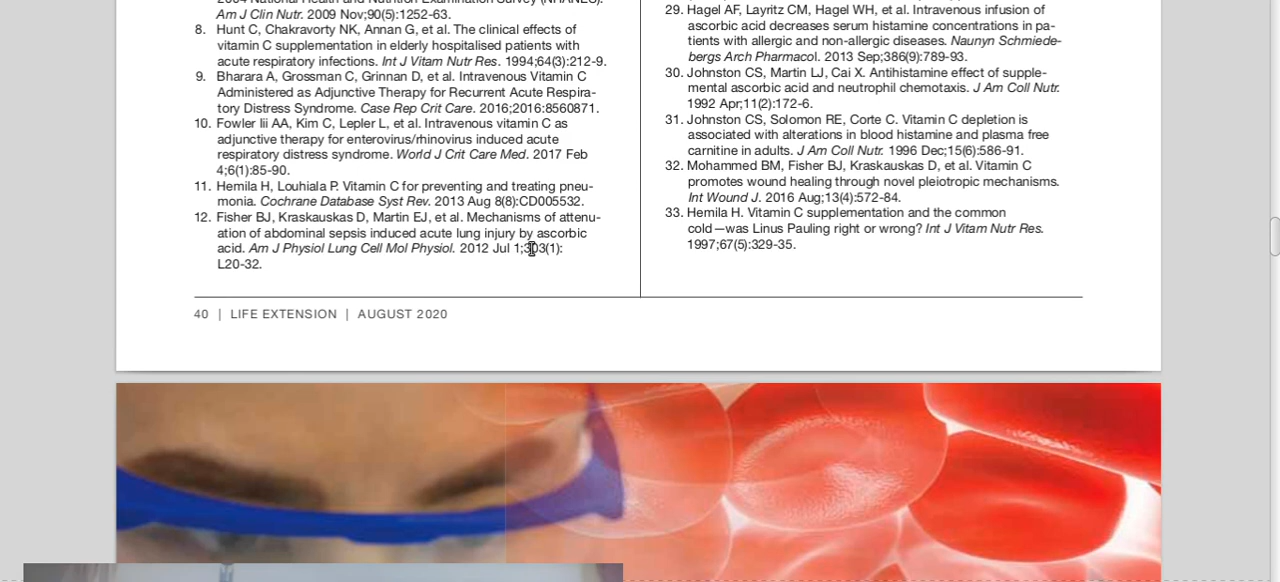 2004 National Health and Nutrition Examination Survey (NHANES).
Am J Clin Nutr. 2009 Nov;90(5):1252-63.
8. Hunt C, Chakravorty NK, Annan G, et al. The clinical effects of
vitamin C supplementation in elderly hospitalised patients with
acute respiratory infections. Int J Vitam Nutr Res. 1994;64(3):212-9.
9. Bharara A, Grossman C, Grinnan D, et al. Intravenous Vitamin C
Administered as Adjunctive Therapy for Recurrent Acute Respira-
tory Distress Syndrome. Case Rep Crit Care. 2016;2016:8560871.
10. Fowler Iii AA, Kim C, Lepler L, et al. Intravenous vitamin C as
adjunctive therapy for enterovirus/rhinovirus induced acute
respiratory distress syndrome. World J Crit Care Med. 2017 Feb
4;6(1):85-90.
11. Hemila H, Louhiala P. Vitamin C for preventing and treating pneu-
monia. Cochrane Database Syst Rev. 2013 Aug 8(8):CD005532.
12. Fisher BJ, Kraskauskas D, Martin EJ, et al. Mechanisms of attenu-
ation of abdominal sepsis induced acute lung injury by ascorbic
acid. Am J Physiol Lung Cell Mol Physiol. 2012 Jul 1;303(1):
L20-32.
29. Hagel AF, Layritz CM, Hagel WH, et al. Intravenous infusion of
ascorbic acid decreases serum histamine concentrations in pa-
tients with allergic and non-allergic diseases. Naunyn Schmiede-
bergs Arch Pharmacol. 2013 Sep;386(9):789-93.
30. Johnston CS, Martin LJ, Cai X. Antihistamine effect of supple-
mental ascorbic acid and neutrophil chemotaxis. J Am Coll Nutr.
1992 Apr;11(2):172-6.
31. Johnston CS, Solomon RE, Corte C. Vitamin C depletion is
associated with alterations in blood histamine and plasma free
carnitine in adults. J Am Coll Nutr. 1996 Dec;15(6):586-91.
32. Mohammed BM, Fisher BJ, Kraskauskas D, et al. Vitamin C
promotes wound healing through novel pleiotropic mechanisms.
Int Wound J. 2016 Aug;13(4):572-84.
33. Hemila H. Vitamin C supplementation and the common
cold—was Linus Pauling right or wrong? Int J Vitam Nutr Res.
1997;67(5):329-35.
40 | LIFE EXTENSION | AUGUST 2020